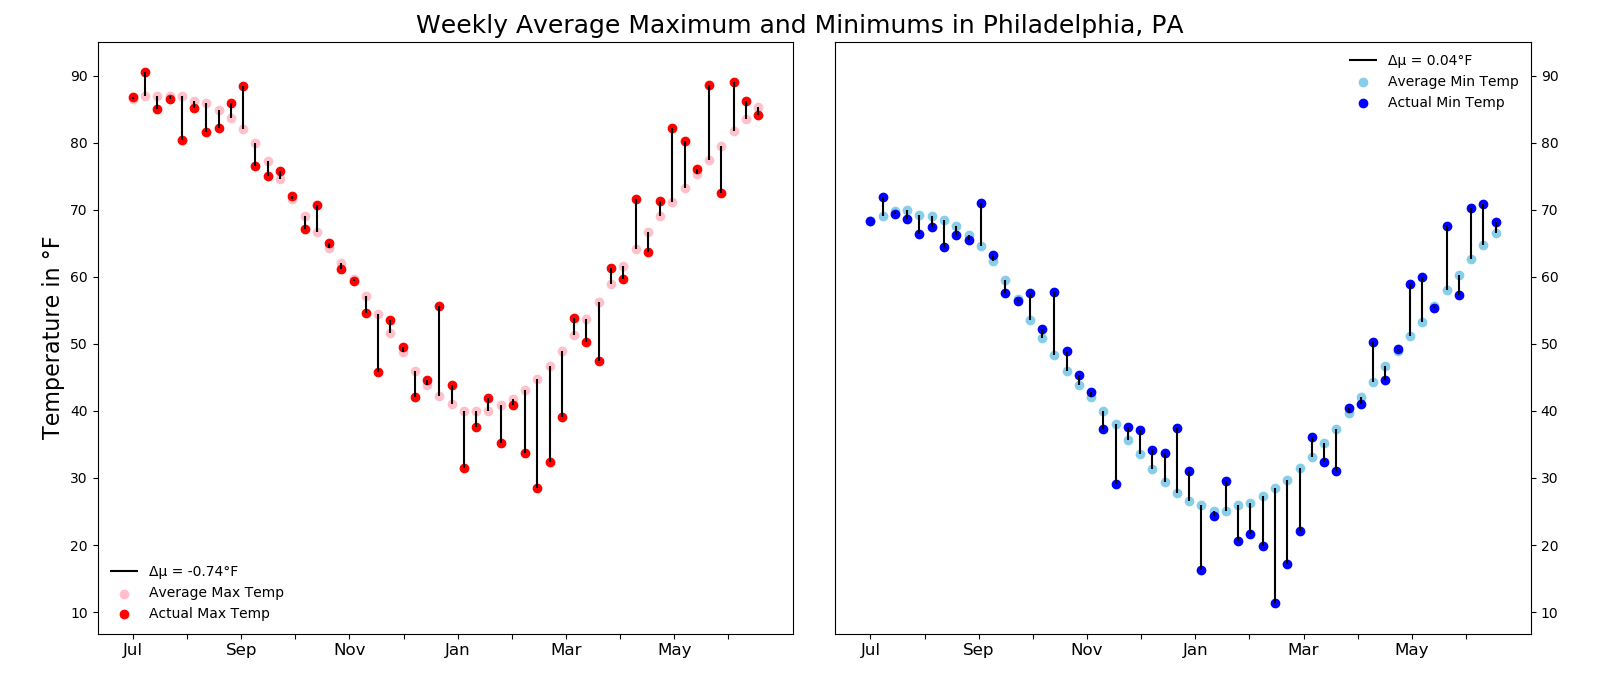 Weekly Average Maximum and Minimums in Philadelphia, PA
Temperature in °F
90
80
70
60
50
40
30
20
10
Δμ = -0.74°F
Average Max Temp
Actual Max Temp
Jul Sep Nov Jan Mar May
Δμ = 0.04°F
Average Min Temp
Actual Min Temp
90
80
70
60
50
40
30
20
10
Jul Sep Nov Jan Mar May